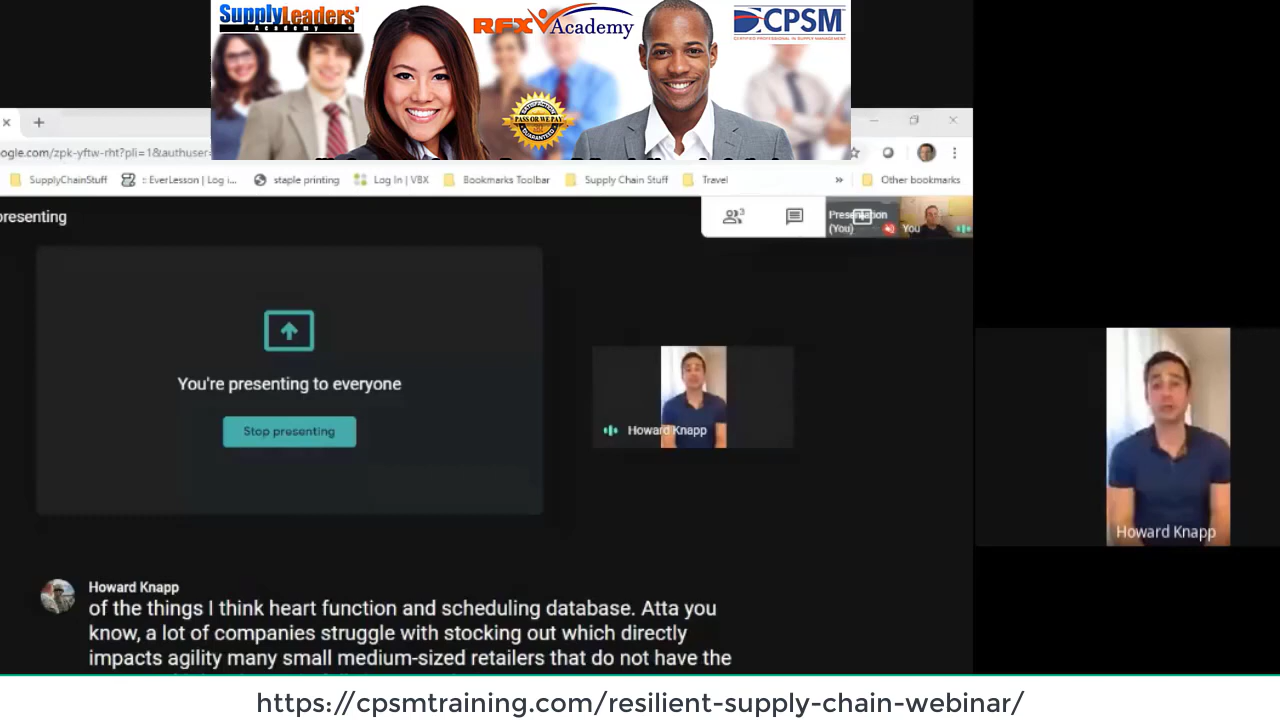 SupplyLeaders'
Academy
RFX Academy
CPSM
CERTIFIED PROFESSIONAL IN SUPPLY MANAGEMENT
SATISFACTION
PASS OR WE PAY
GUARANTEED
ogle.com/zpk-yftw-rht?pli=1&authuser=
SupplyChainStuff
:: EverLesson | Log i...
staple printing
Log In | VBX
Bookmarks Toolbar
Supply Chain Stuff
Travel
»
Other bookmarks
presenting
3
Presentation
(You)
You
You're presenting to everyone
Stop presenting
Howard Knapp
Howard Knapp
Howard Knapp
of the things I think heart function and scheduling database. Atta you
know, a lot of companies struggle with stocking out which directly
impacts agility many small medium-sized retailers that do not have the
https://cpsmtraining.com/resilient-supply-chain-webinar/